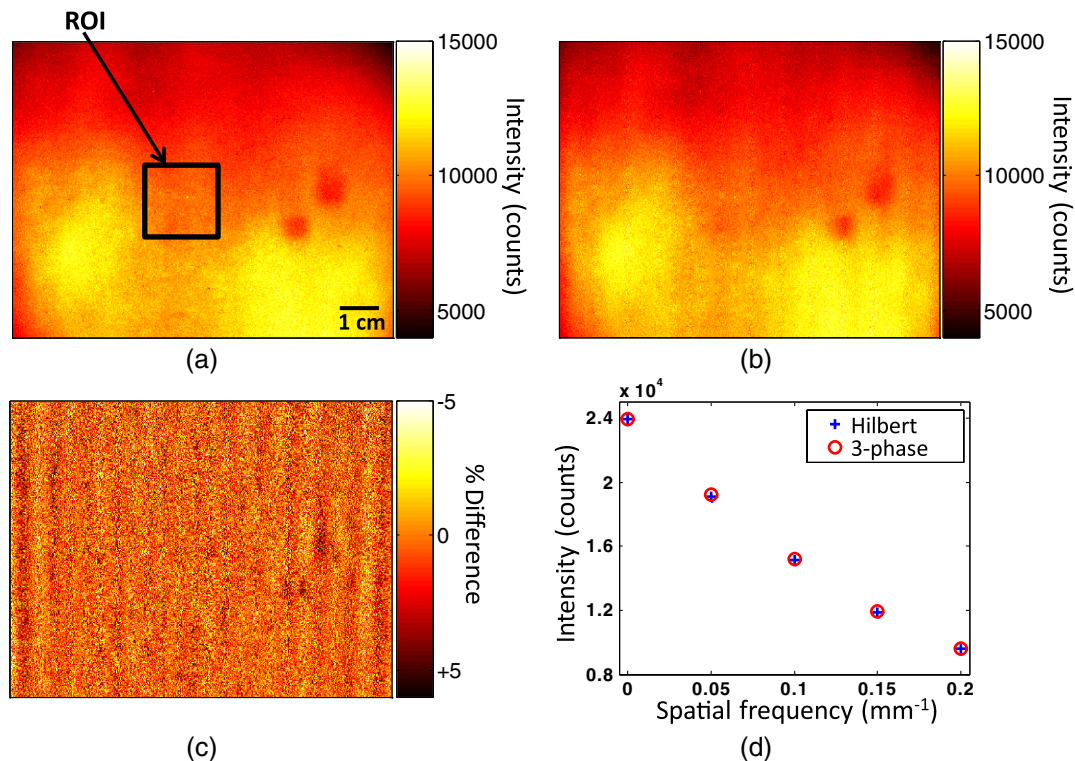 ROI
15000
10000
5000
Intensity (counts)
1 cm
(a)
15000
10000
5000
Intensity (counts)
(b)
-5
0
+5
% Difference
(c)
x 10⁴
2.4
2
1.6
1.2
0.8
Intensity (counts)
Hilbert
3-phase
0 0.05 0.1 0.15 0.2
Spatial frequency (mm⁻¹)
(d)